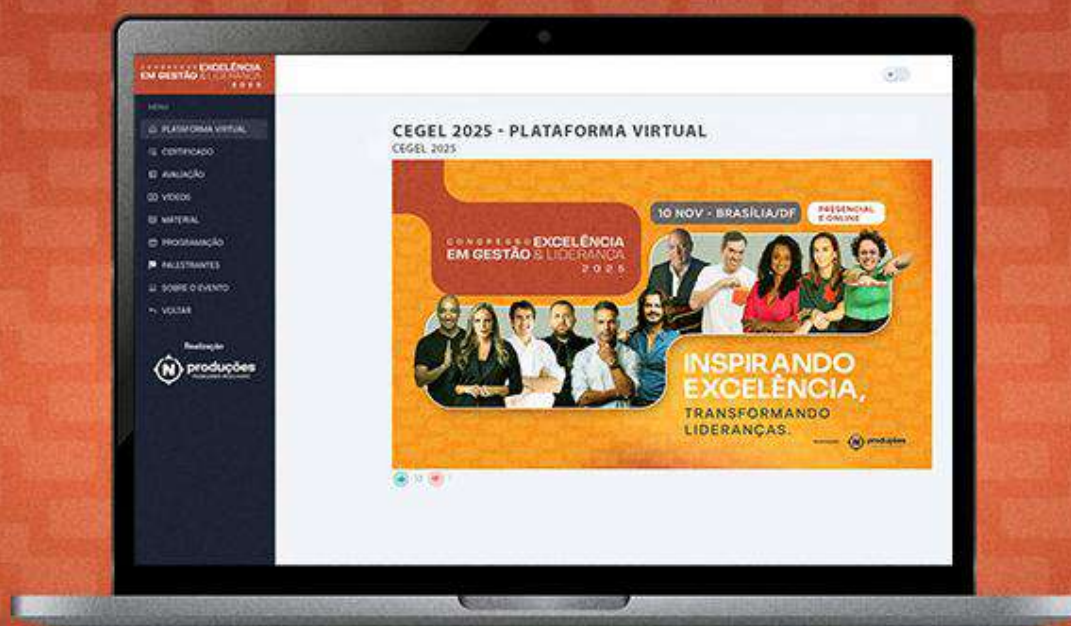 CONGRESSO EXCELÊNCIA
EM GESTÃO & LIDERANÇA
2025
MENU
PLATAFORMA VIRTUAL
CERTIFICADO
AVALIAÇÃO
VÍDEOS
MATERIAL
PROGRAMAÇÃO
PALESTRANTES
SOBRE O EVENTO
VOLTAR
Realização
N produções
CEGEL 2025 - PLATAFORMA VIRTUAL
CEGEL 2025
10 NOV - BRASÍLIA/DF
PRESENCIAL
E ONLINE
CONGRESSO EXCELÊNCIA
EM GESTÃO & LIDERANÇA
2025
INSPIRANDO
EXCELÊNCIA,
TRANSFORMANDO
LIDERANÇAS.
N produções